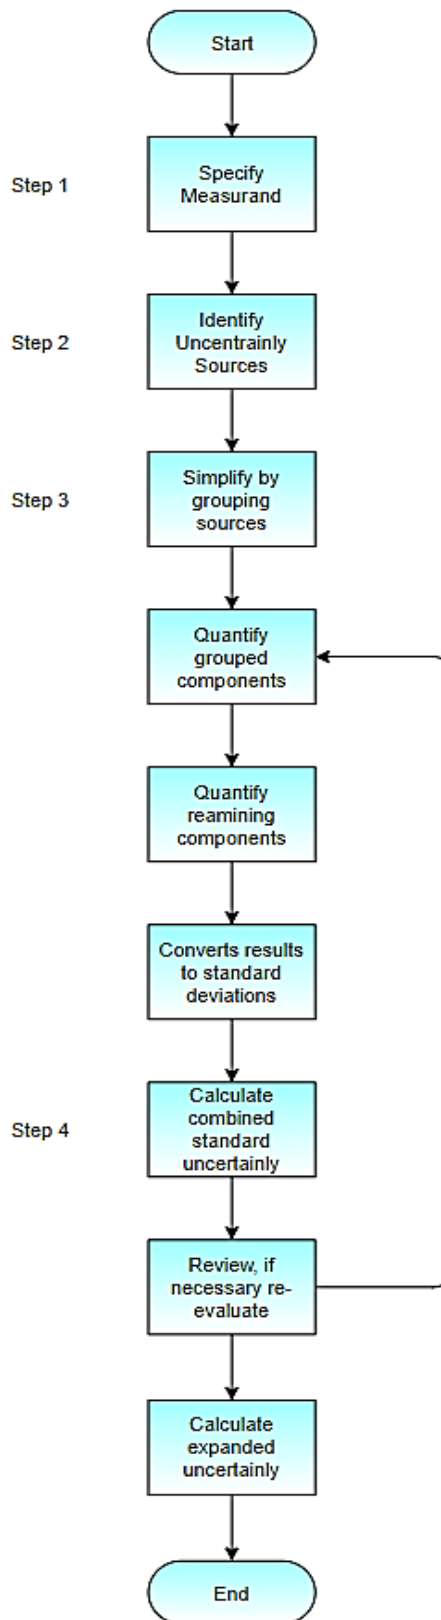 Start
Step 1
Specify
Measurand
Step 2
Identify
Uncentrainly
Sources
Step 3
Simplify by
grouping
sources
Quantify
grouped
components
Quantify
reamining
components
Converts results
to standard
deviations
Step 4
Calculate
combined
standard
uncertainly
Review, if
necessary re-
evaluate
Calculate
expanded
uncertainly
End